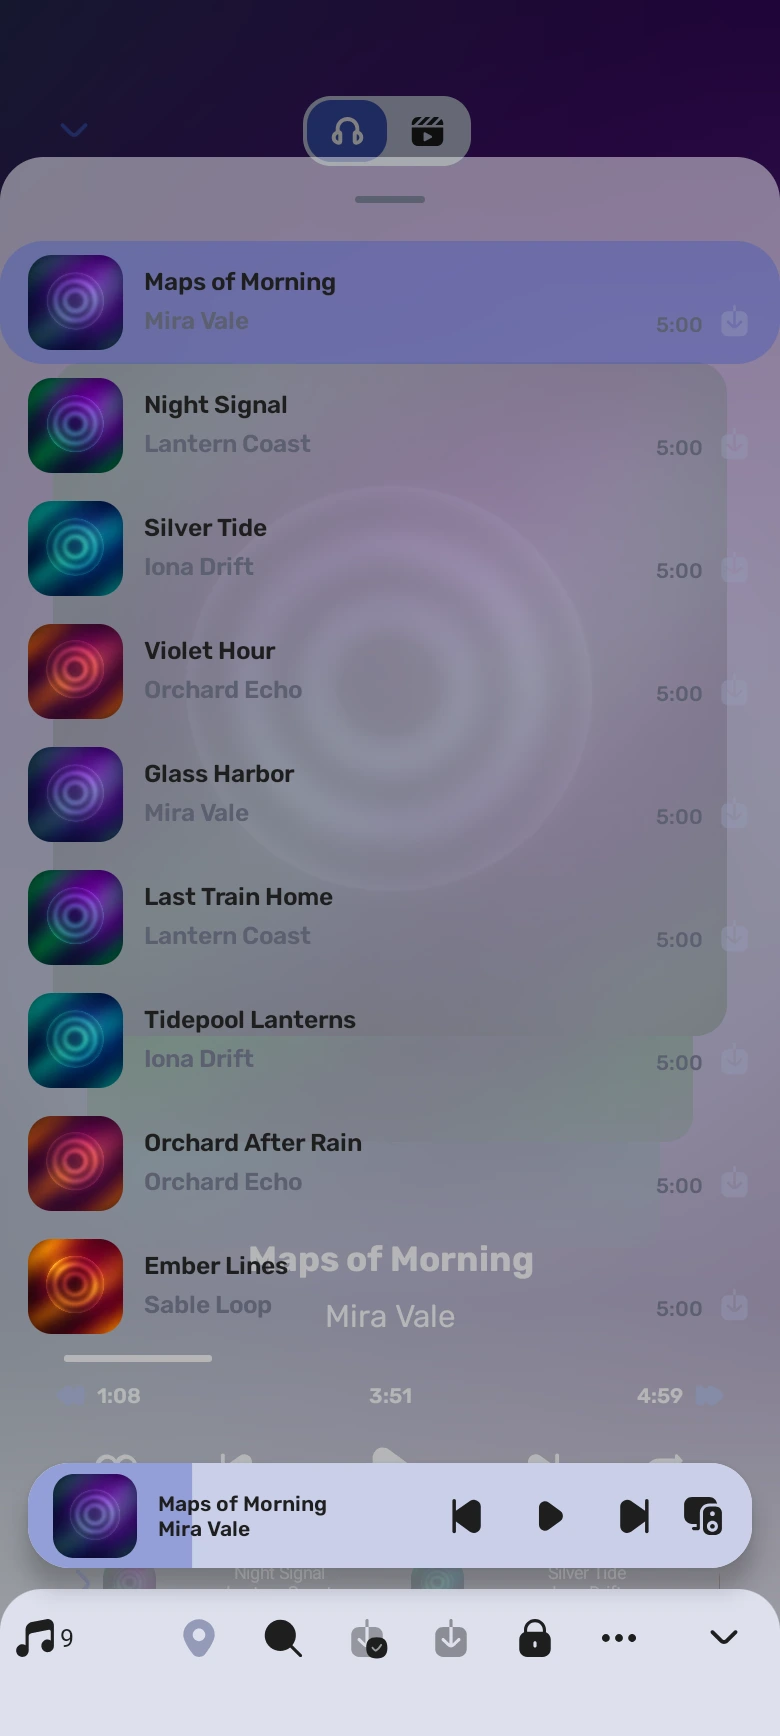 Maps of Morning
Mira Vale
5:00
Night Signal
Lantern Coast
5:00
Silver Tide
Iona Drift
5:00
Violet Hour
Orchard Echo
5:00
Glass Harbor
Mira Vale
5:00
Last Train Home
Lantern Coast
5:00
Tidepool Lanterns
Iona Drift
5:00
Orchard After Rain
Orchard Echo
5:00
Ember Lines
Maps of Morning
Sable Loop
Mira Vale
5:00
1:08 3:51 4:59
Maps of Morning
Mira Vale
Night Signal
Silver Tide
9